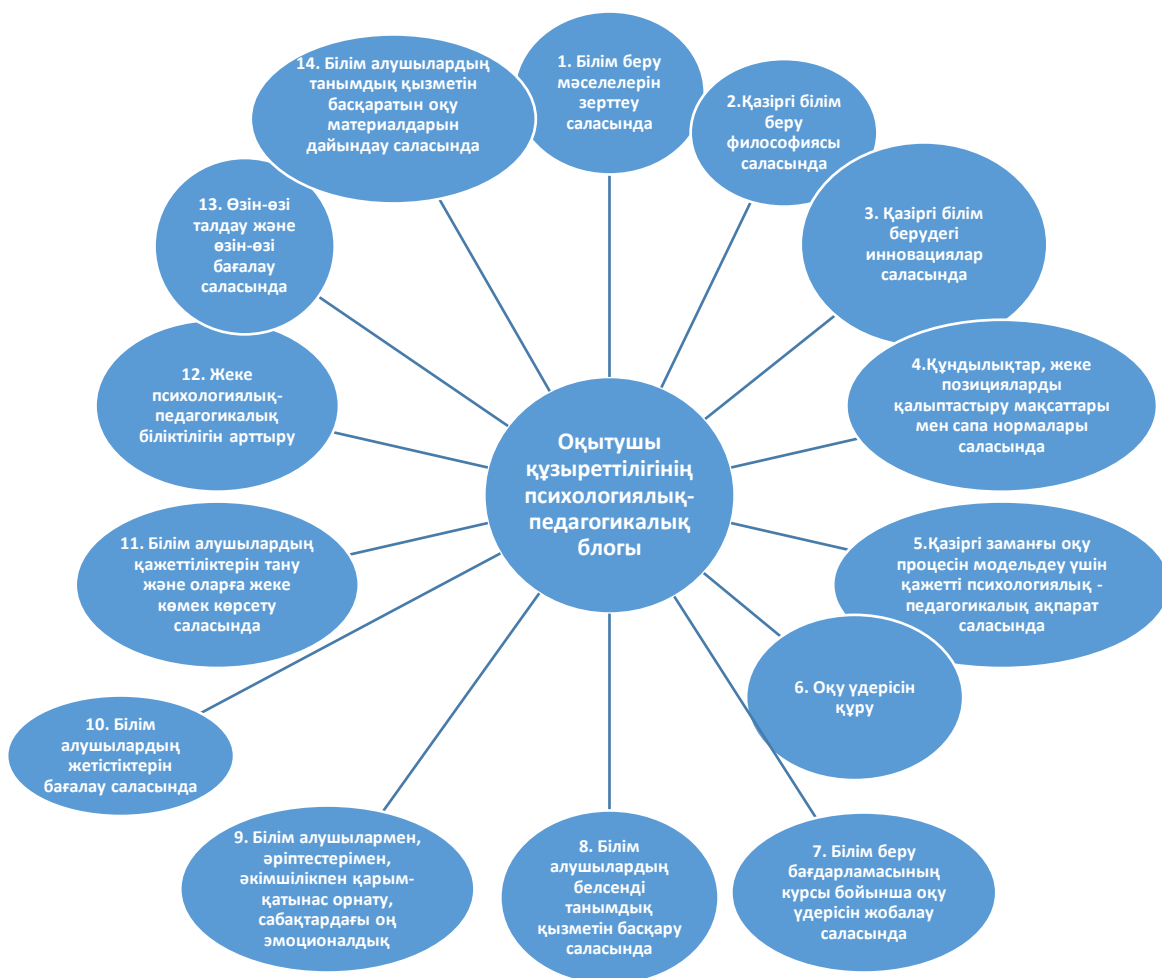 14. Білім алушылардың
танымдық қызметін
басқаратын оқу
материалдарын
дайындау саласында
1. Білім беру
мәселелерін
зерттеу
саласында
2.Қазіргі білім
беру
философиясы
саласында
3. Қазіргі білім
берудегі
инновациялар
саласында
4.Құндылықтар, жеке
позицияларды
қалыптастыру мақсаттары
мен сапа нормалары
саласында
5.Қазіргі заманғы оқу
процесін модельдеу үшін
қажетті психологиялық -
педагогикалық ақпарат
саласында
6. Оқу үдерісін
құру
7. Білім беру
бағдарламасының
курсы бойынша оқу
үдерісін жобалау
саласында
8. Білім
алушылардың
белсенді
танымдық
қызметін басқару
саласында
9. Білім алушылармен,
әріптестерімен,
әкімшілікпен қарым-
қатынас орнату,
сабақтардағы оң
эмоционалдық
10. Білім
алушылардың
жетістіктерін
бағалау саласында
11. Білім алушылардың
қажеттіліктерін тану
және оларға жеке
көмек көрсету
саласында
12. Жеке
психологиялық-
педагогикалық
біліктілігін арттыру
13. Өзін-өзі
талдау және
өзін-өзі
бағалау
саласында
Оқытушы
құзыреттілігінің
психологиялық-
педагогикалық
блогы